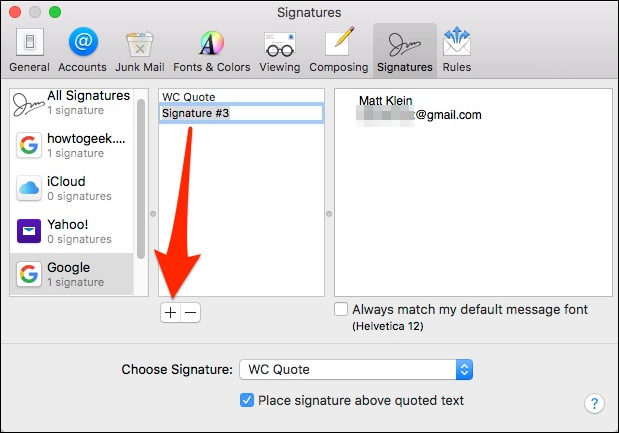 Signatures
General
Accounts
Junk Mail
Fonts & Colors
Viewing
Composing
Signatures
Rules
All Signatures
1 signature
howtogeek....
1 signature
iCloud
0 signatures
Yahoo!
0 signatures
Google
1 signature
WC Quote
Signature #3
Matt Klein
@gmail.com
+ −
Always match my default message font
(Helvetica 12)
Choose Signature: WC Quote
Place signature above quoted text
?